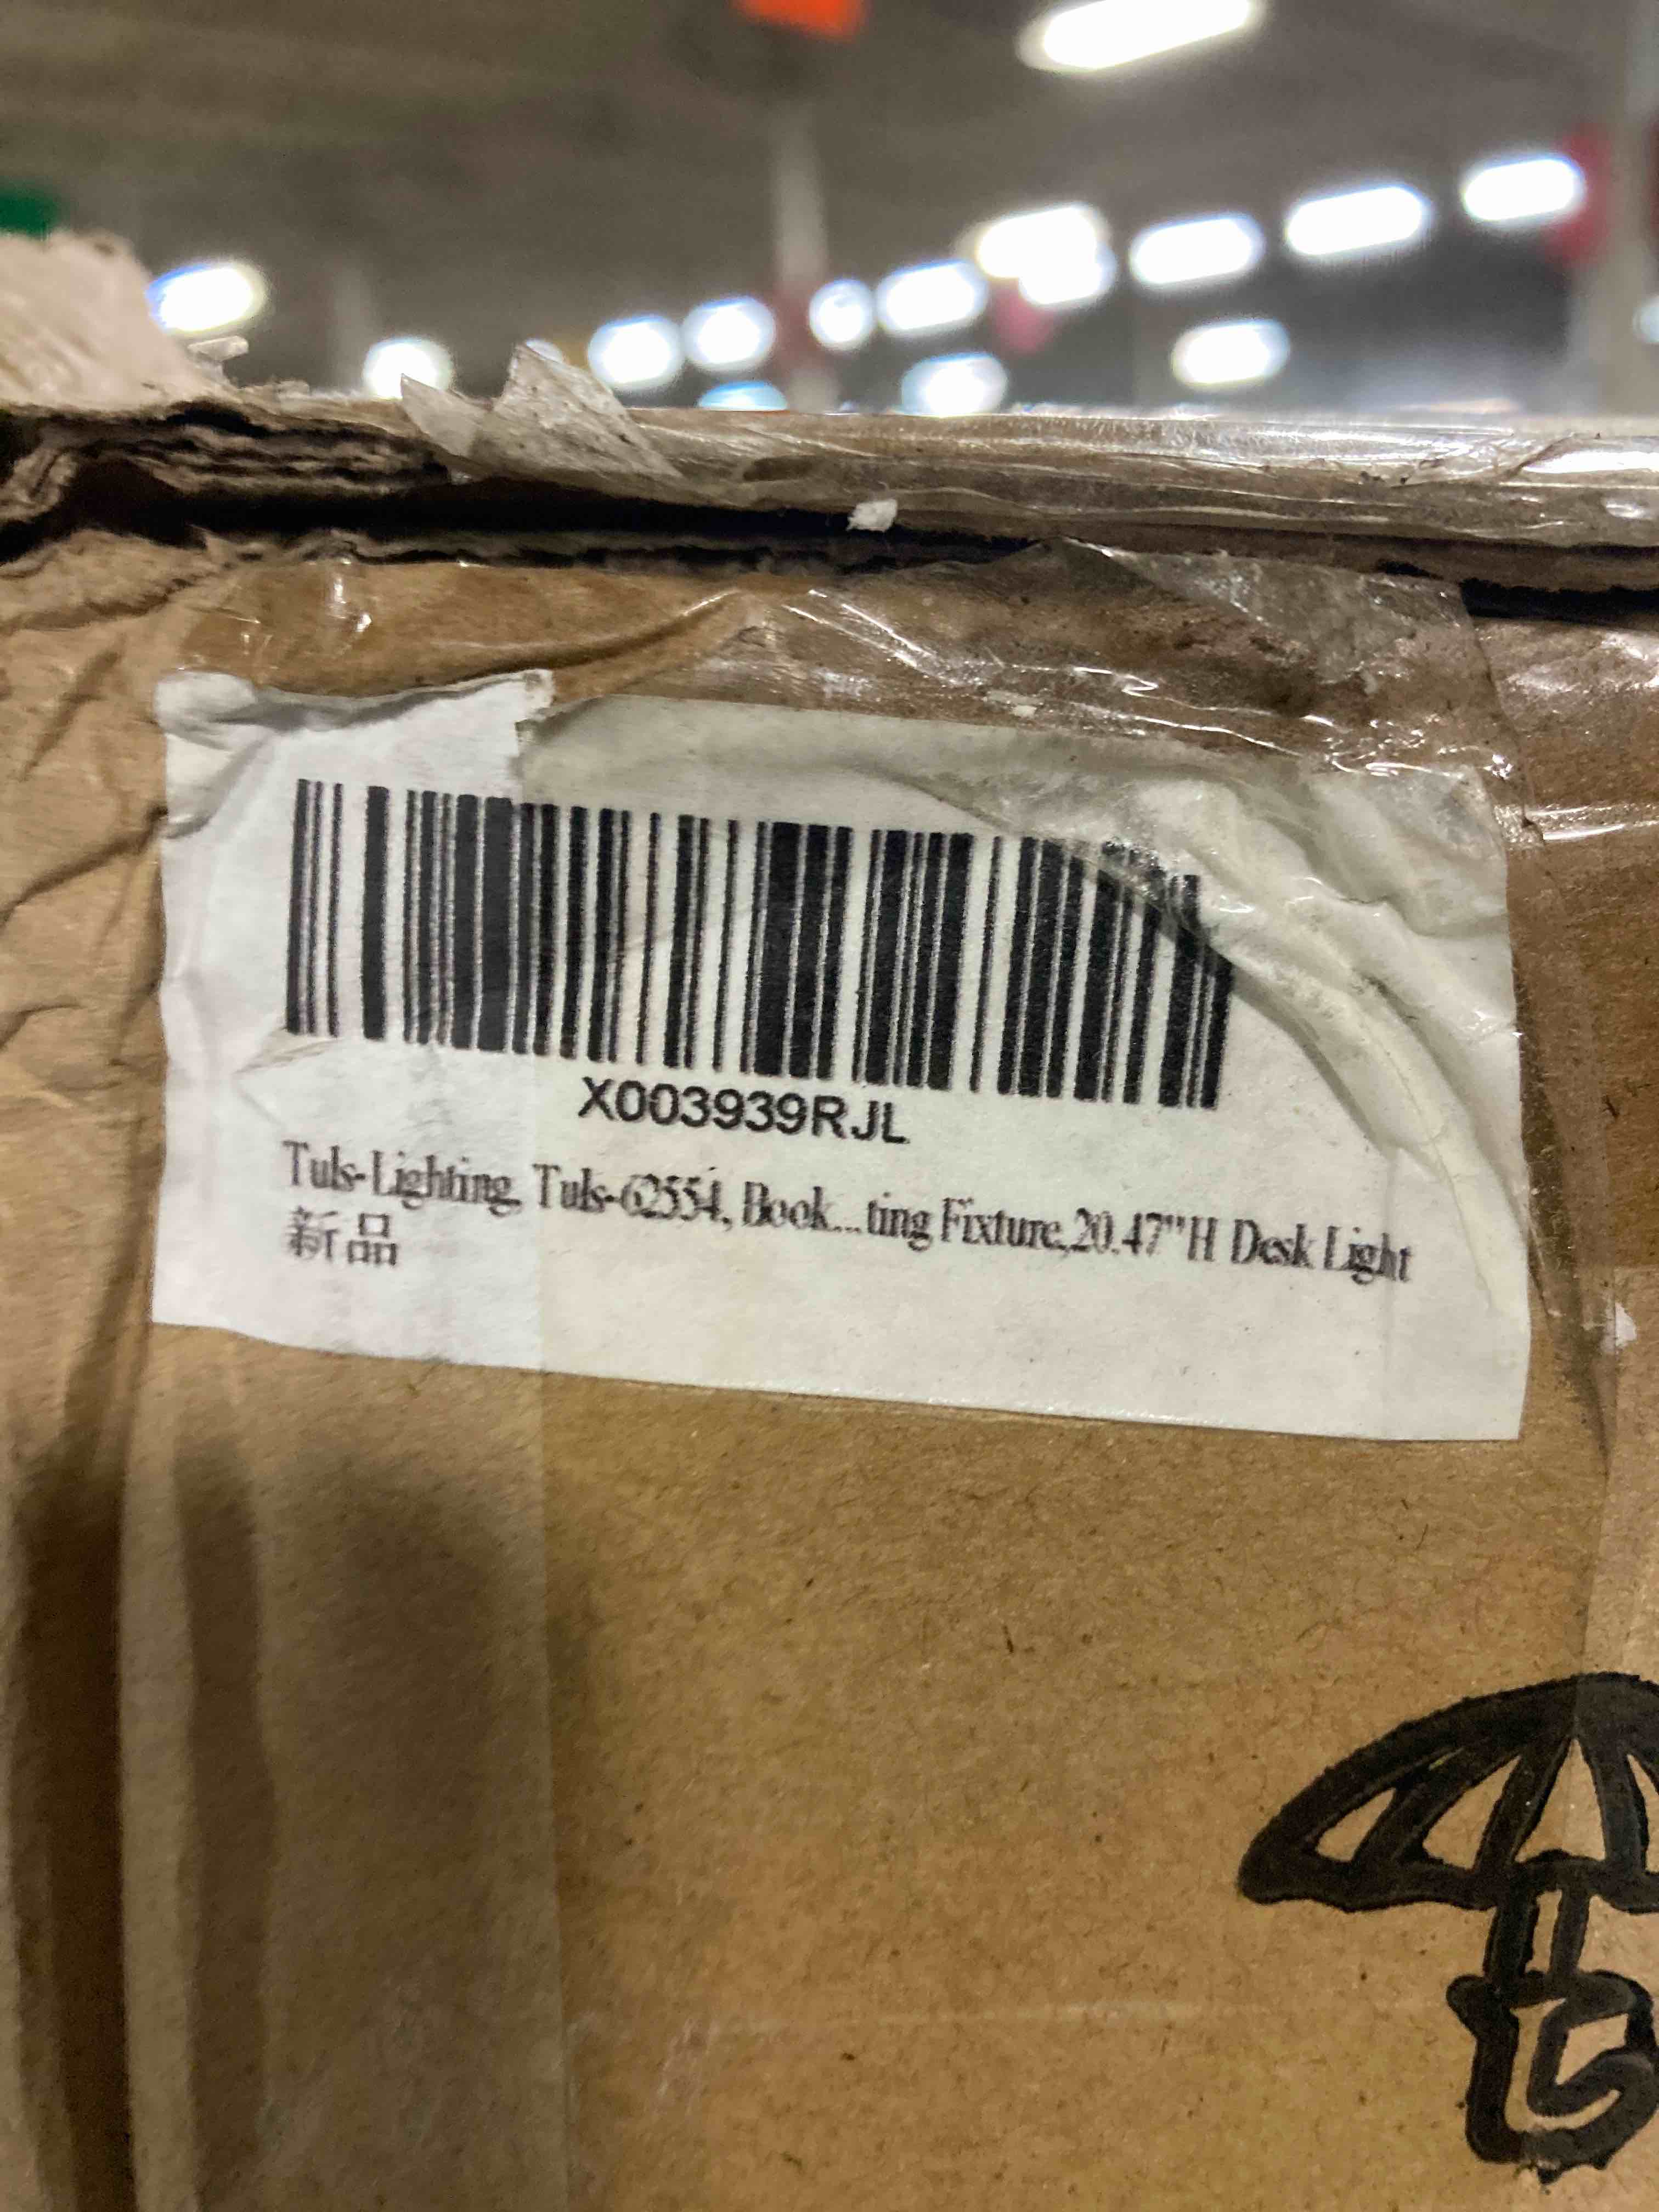 X003939RJL
Tuls-Lighting, Tuls-62554, Book...ting Fixture,20.47"H Desk Light
新品